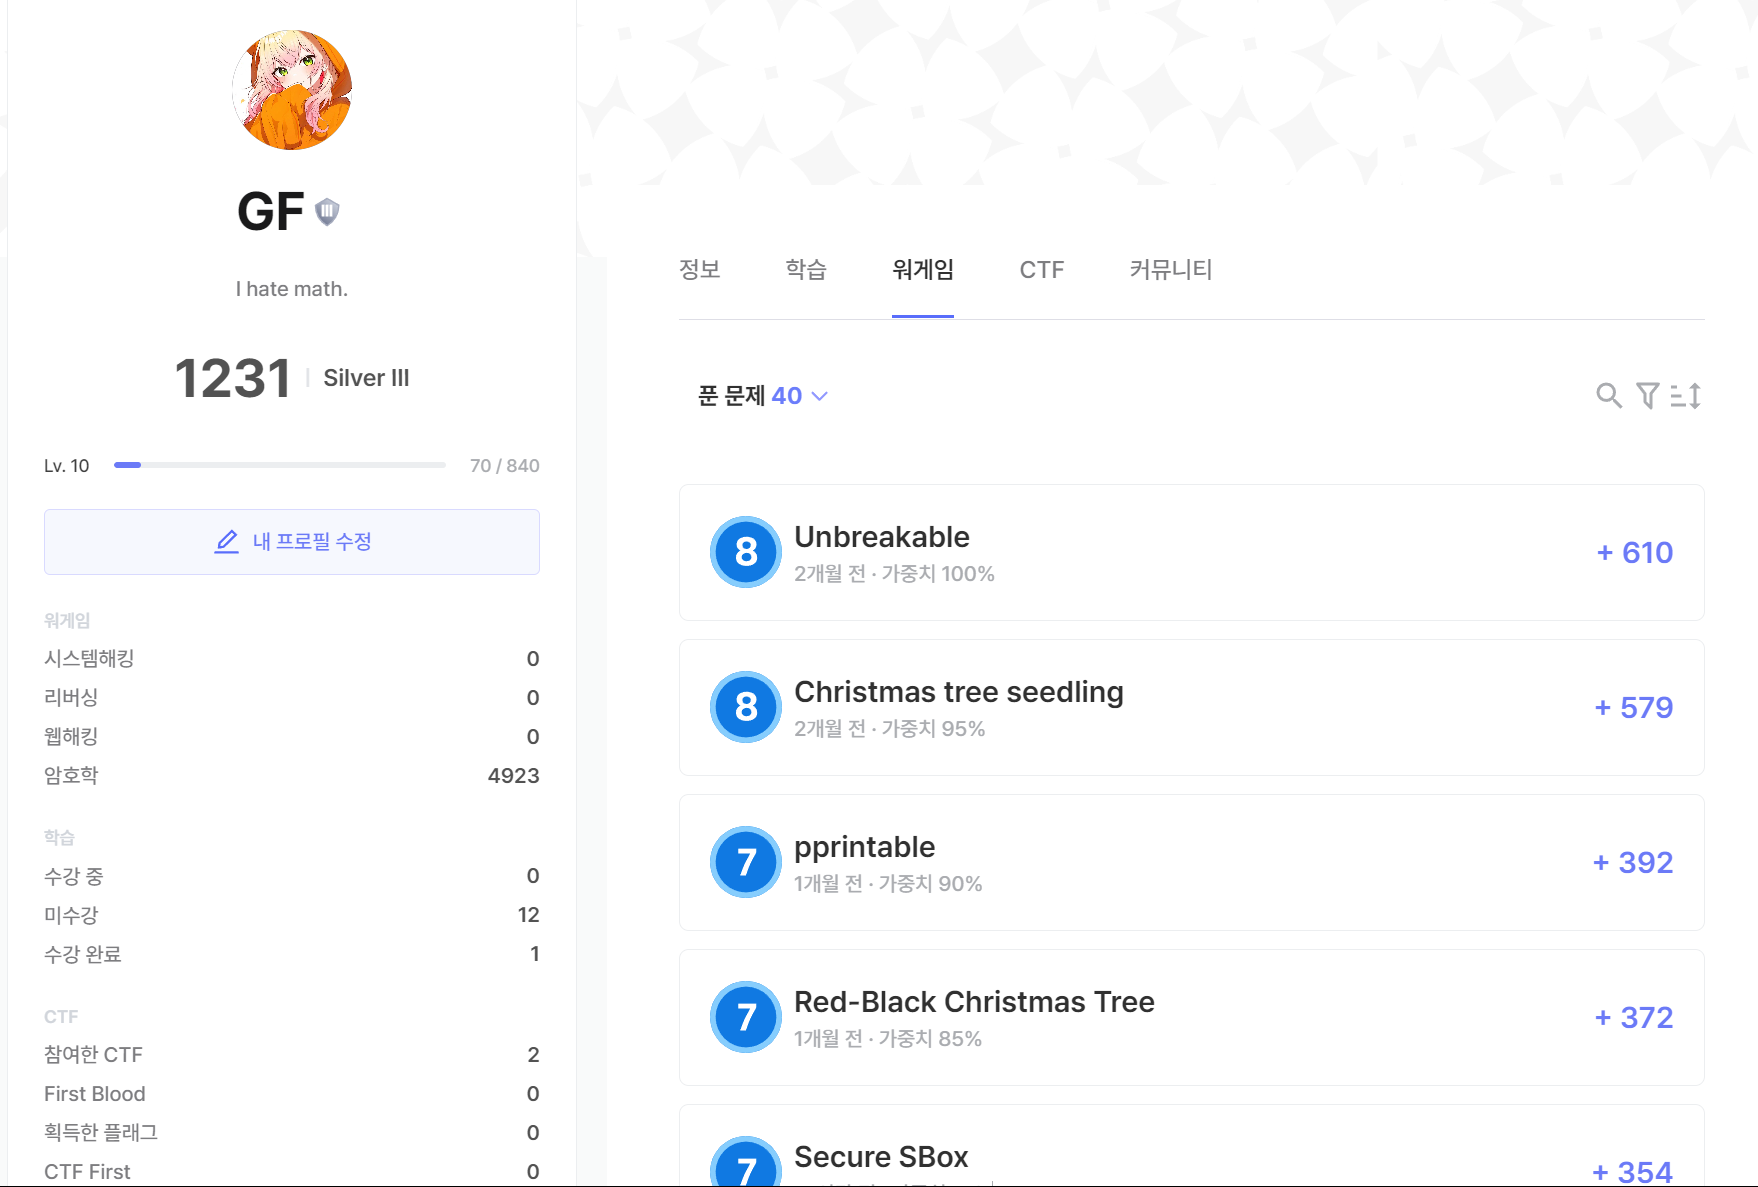 GF
I hate math.
1231
Silver III
Lv. 10
70 / 840
내 프로필 수정
워게임
시스템해킹 0
리버싱 0
웹해킹 0
암호학 4923
학습
수강 중 0
미수강 12
수강 완료 1
CTF
참여한 CTF 2
First Blood 0
획득한 플래그 0
CTF First 0
정보 학습 워게임 CTF 커뮤니티
푼 문제 40
8
Unbreakable
2개월 전 · 가중치 100%
+ 610
8
Christmas tree seedling
2개월 전 · 가중치 95%
+ 579
7
pprintable
1개월 전 · 가중치 90%
+ 392
7
Red-Black Christmas Tree
1개월 전 · 가중치 85%
+ 372
7
Secure SBox
+ 354